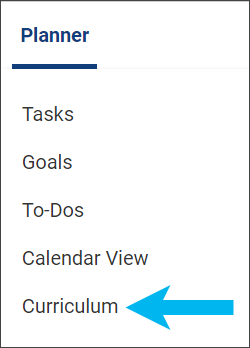 Planner
Tasks
Goals
To-Dos
Calendar View
Curriculum